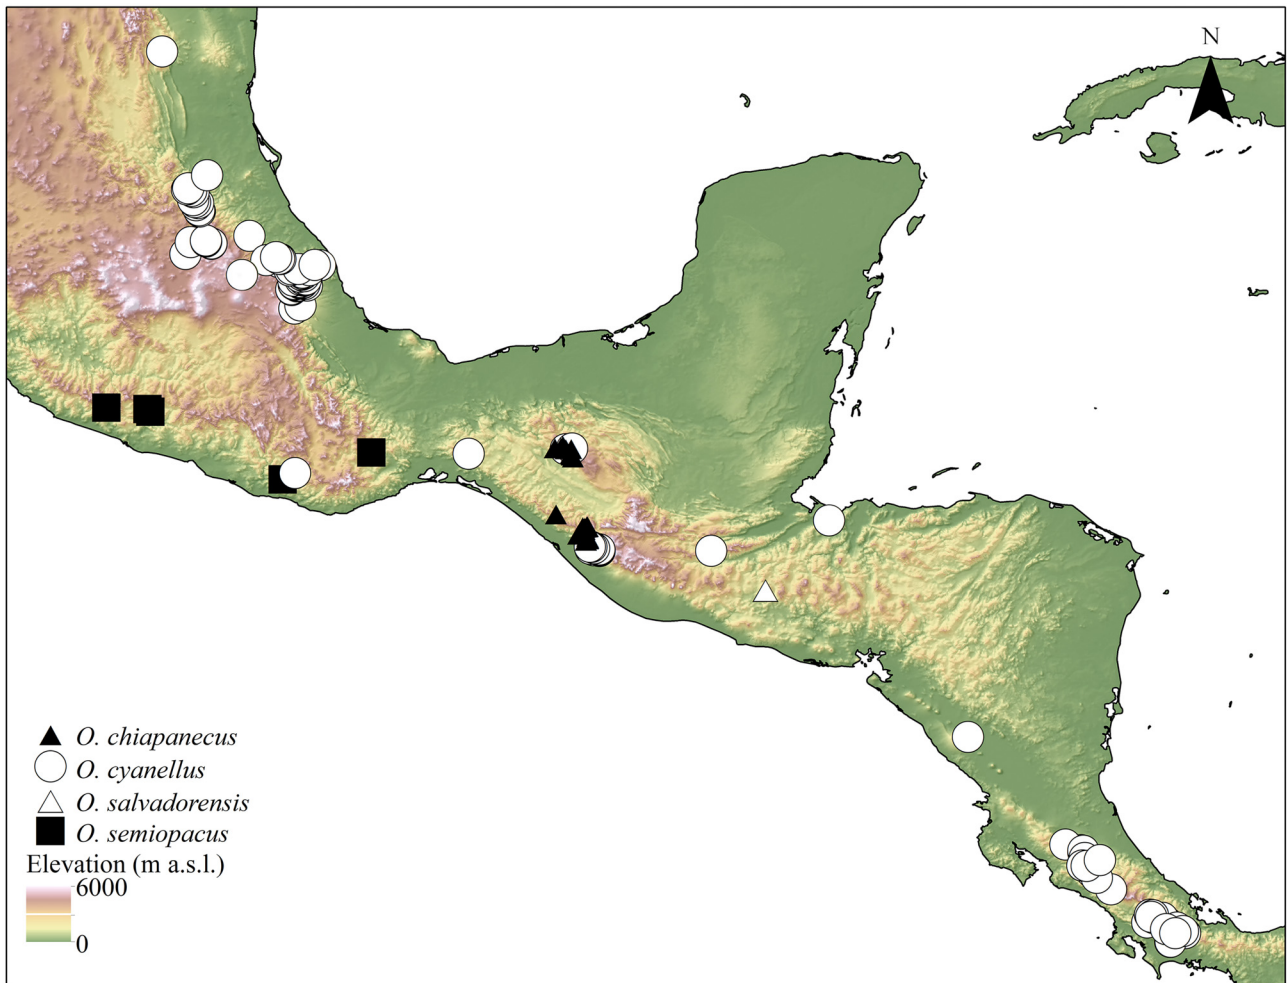 N
O. chiapanecus
O. cyanellus
O. salvadorensis
O. semiopacus
Elevation (m a.s.l.)
6000
0